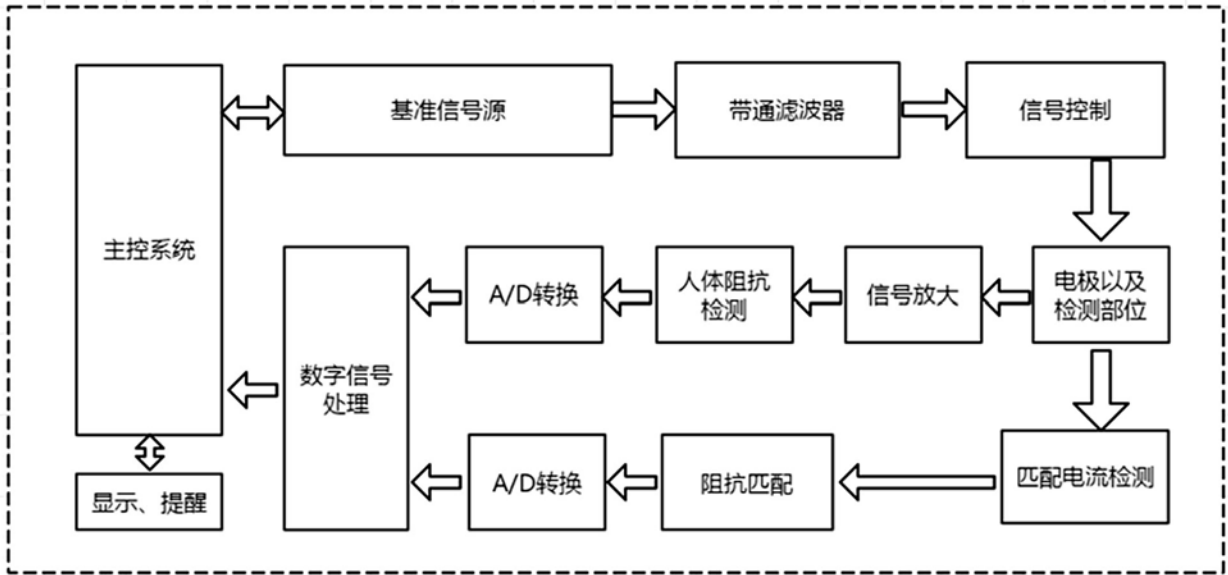 基准信号源
带通滤波器
信号控制
主控系统
A/D转换
人体阻抗
检测
信号放大
电极以及
检测部位
数字信号
处理
A/D转换
阻抗匹配
匹配电流检测
显示、提醒